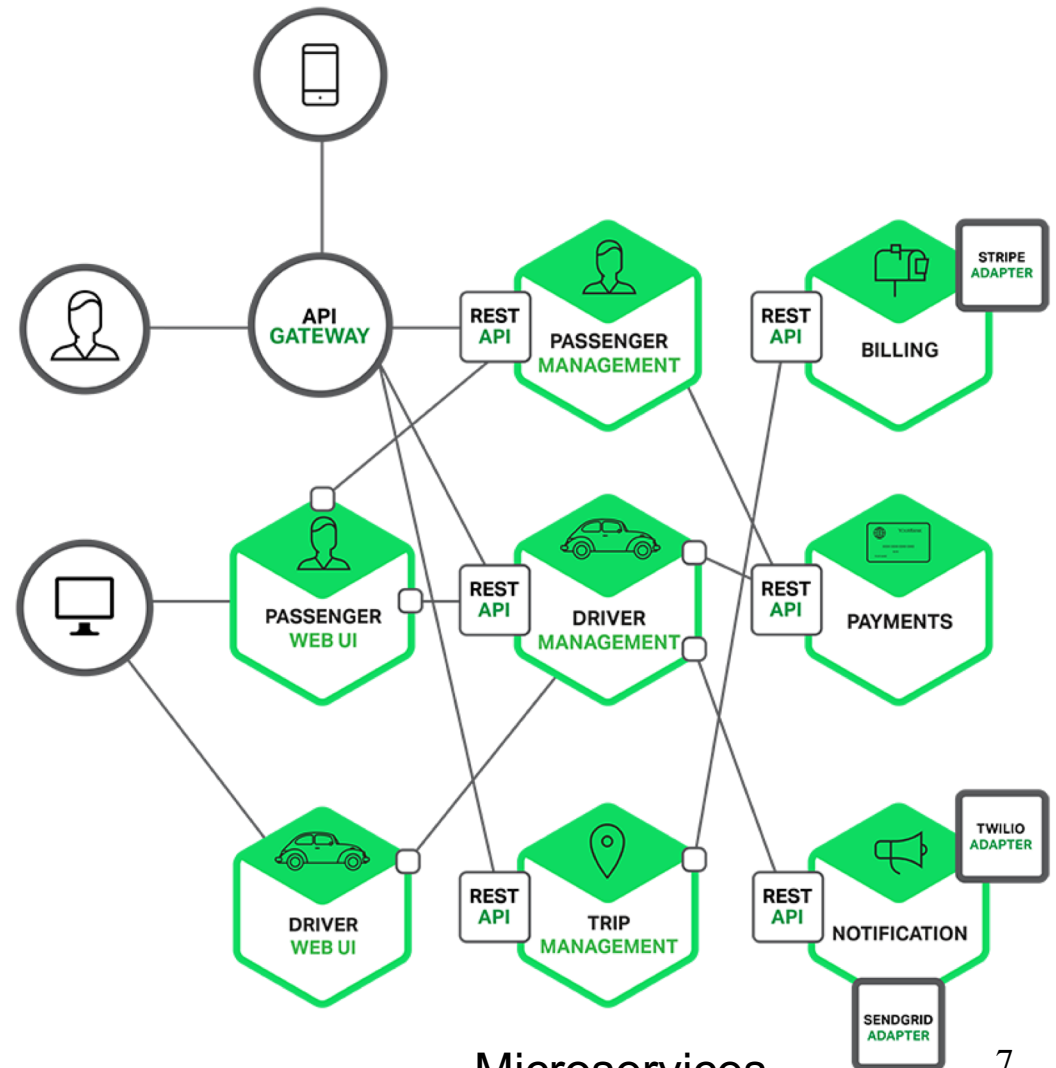 API
GATEWAY
REST
API
PASSENGER
MANAGEMENT
REST
API
BILLING
STRIPE
ADAPTER
PASSENGER
WEB UI
REST
API
DRIVER
MANAGEMENT
REST
API
PAYMENTS
DRIVER
WEB UI
REST
API
TRIP
MANAGEMENT
REST
API
NOTIFICATION
TWILIO
ADAPTER
SENDGRID
ADAPTER
Microservices
7